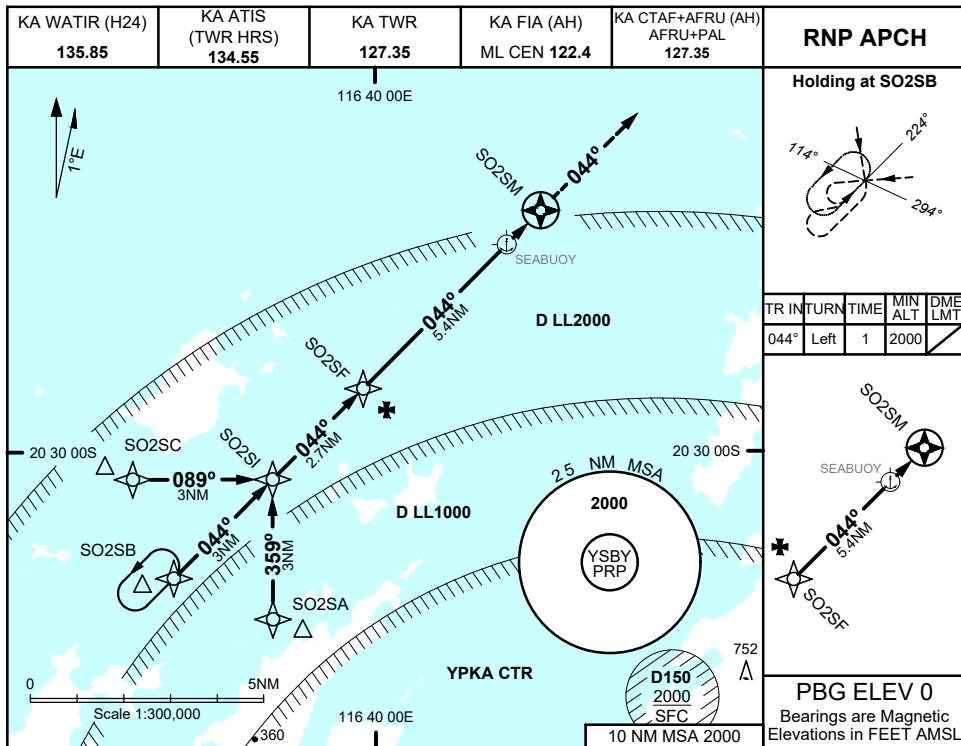 KA WATIR (H24)
135.85
KA ATIS
(TWR HRS)
134.55
KA TWR
127.35
KA FIA (AH)
ML CEN 122.4
KA CTAF+AFRU (AH)
AFRU+PAL
127.35
RNP APCH
116 40 00E
1°E
044°
SO2SM
SEABUOY
044°
5.4NM
D LL2000
SO2SF
SO2SC
SO2SI
044°
2.7NM
20 30 00S
20 30 00S
089°
3NM
D LL1000
25 NM MSA
2000
SO2SB
044°
3NM
359°
3NM
YSBY
PRP
SO2SA
752
YPKA CTR
D150
2000
SFC
0
5NM
Scale 1:300,000
116 40 00E
360
10 NM MSA 2000
Holding at SO2SB
224°
114°
294°
TR IN TURN TIME MIN ALT DME LMT
044° Left 1 2000
SO2SM
SEABUOY
044°
5.4NM
SO2SF
PBG ELEV 0
Bearings are Magnetic
Elevations in FEET AMSL